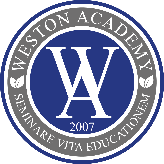 WESTON ACADEMY
WA
2007
SEMINARE VITA EDUCATIONEM